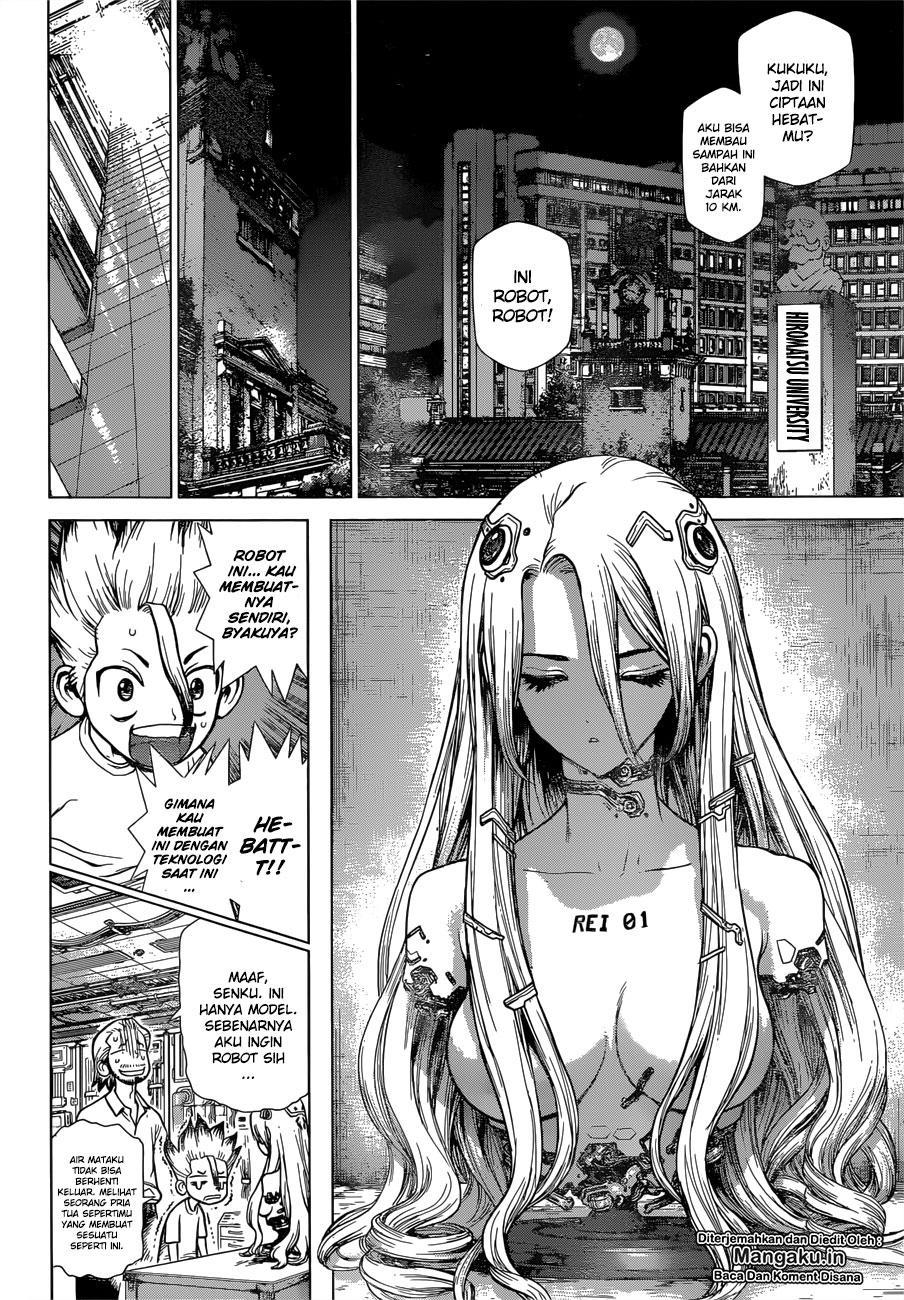 KUKUKU,
JADI INI
CIPTAAN
HEBAT-
MU?
AKU BISA
MEMBAU
SAMPAH INI
BAHKAN
DARI
JARAK
10 KM.
INI
ROBOT,
ROBOT!
HIROMATSU UNIVERSITY
ROBOT
INI... KAU
MEMBUAT-
NYA
SENDIRI,
BYAKUYA?
HE-
BATT-
T!!
GIMANA
KAU
MEMBUAT
INI DENGAN
TEKNOLOGI
SAAT INI
...
REI 01
MAAF,
SENKU. INI
HANYA MODEL.
SEBENARNYA
AKU INGIN
ROBOT SIH
...
AIR MATAKU
TIDAK BISA
BERHENTI
KELUAR. MELIHAT
SEORANG PRIA
TUA SEPERTIMU
YANG MEMBUAT
SESUATU
SEPERTI INI.
Diterjemahkan dan Diedit Oleh :
Mangaku.in
Baca Dan Koment Disana